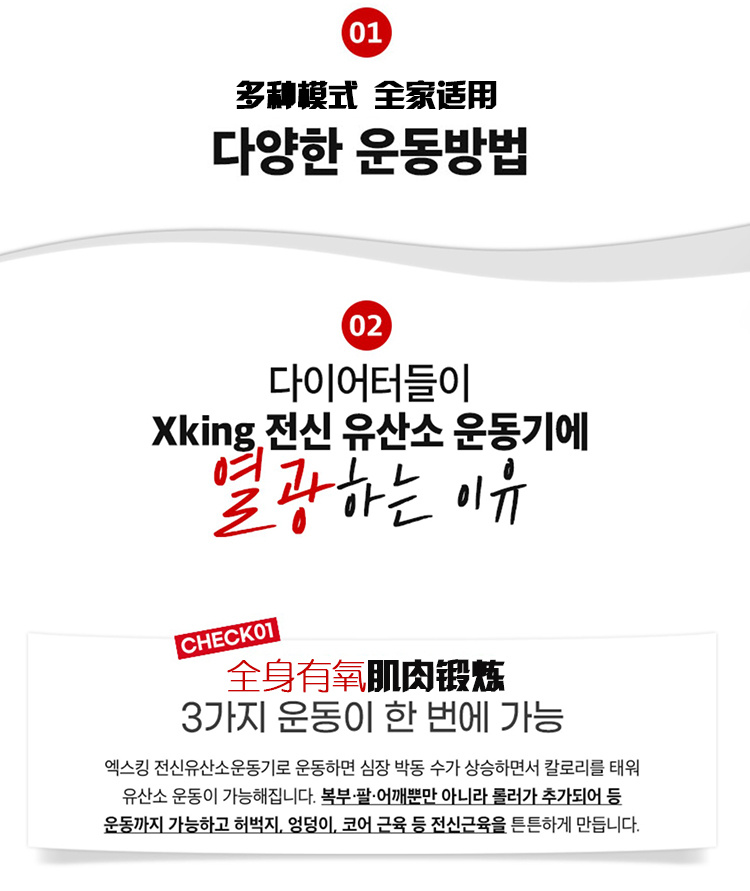 01
多种模式 全家适用
다양한 운동방법
02
다이어터들이
Xking 전신 유산소 운동기에
열광하는 이유
CHECK01
全身有氧肌肉锻炼
3가지 운동이 한 번에 가능
엑스킹 전신유산소운동기로 운동하면 심장 박동 수가 상승하면서 칼로리를 태워
유산소 운동이 가능해집니다. 복부·팔·어깨뿐만 아니라 롤러가 추가되어 등
운동까지 가능하고 허벅지, 엉덩이, 코어 근육 등 전신근육을 튼튼하게 만듭니다.